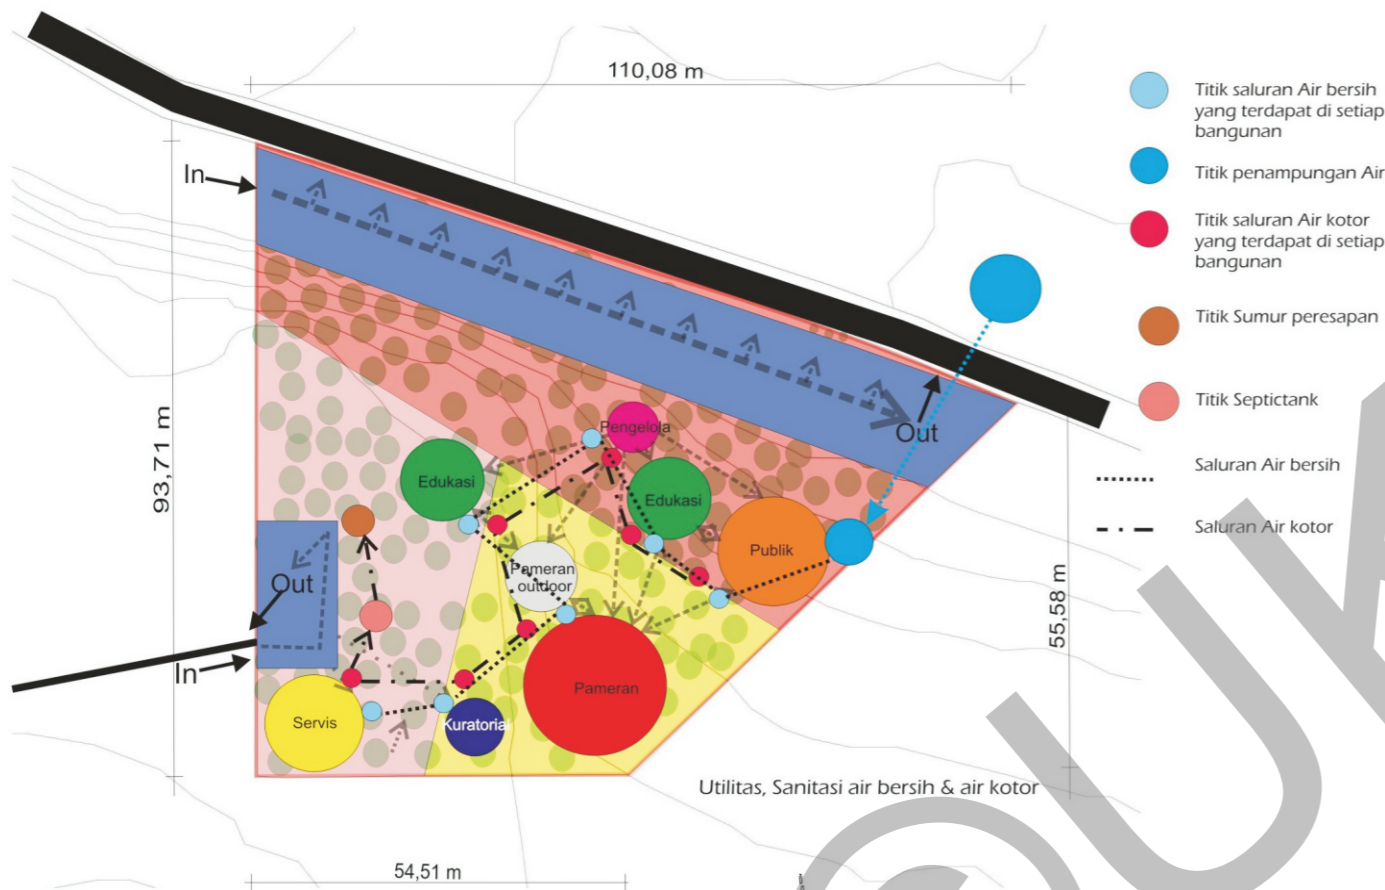 110,08 m
Titik saluran Air bersih
yang terdapat di setiap
bangunan
Titik penampungan Air
Titik saluran Air kotor
yang terdapat di setiap
bangunan
Titik Sumur peresapan
Titik Septictank
Saluran Air bersih
Saluran Air kotor
In
93,71 m
Out
Pengelola
Edukasi
Edukasi
Publik
Pameran
outdoor
Out
In
55,58 m
Pameran
Servis
Kuratorial
Utilitas, Sanitasi air bersih & air kotor
54,51 m